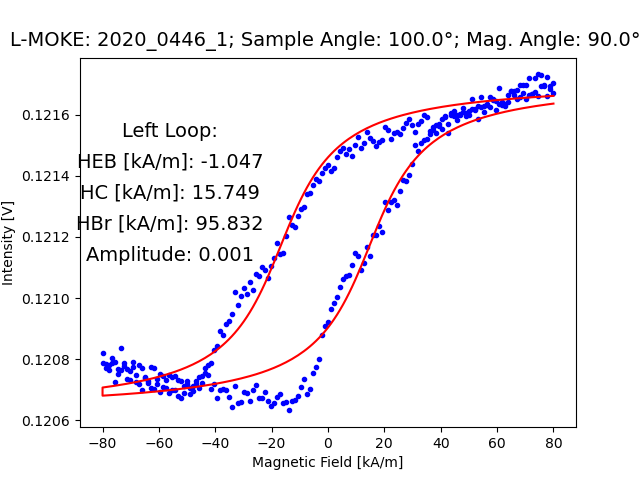 L-MOKE: 2020_0446_1; Sample Angle: 100.0°; Mag. Angle: 90.0°
Left Loop:
HEB [kA/m]: -1.047
HC [kA/m]: 15.749
HBr [kA/m]: 95.832
Amplitude: 0.001
Intensity [V]
0.1216
0.1214
0.1212
0.1210
0.1208
0.1206
−80 −60 −40 −20 0 20 40 60 80
Magnetic Field [kA/m]